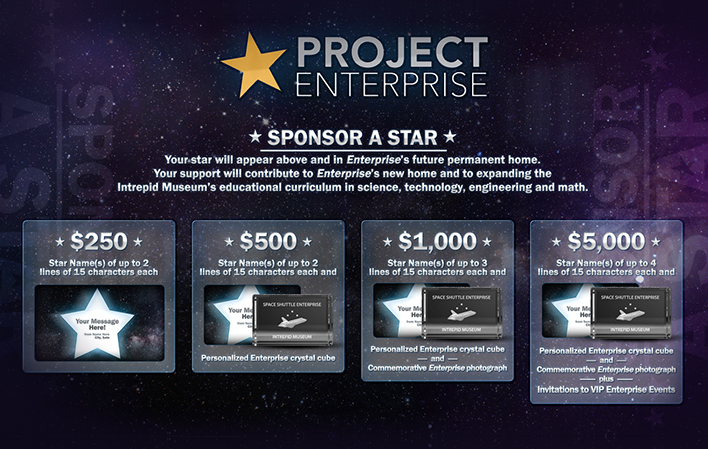 PROJECT
ENTERPRISE
★ SPONSOR A STAR ★
Your star will appear above and in Enterprise's future permanent home.
Your support will contribute to Enterprise's new home and to expanding the
Intrepid Museum's educational curriculum in science, technology, engineering and math.
★ $250 ★
Star Name(s) of up to 2
lines of 15 characters each
Your Message
Here!
Even Name Here
City, State
★ $500 ★
Star Name(s) of up to 2
lines of 15 characters each and
SPACE SHUTTLE ENTERPRISE
INTREPID MUSEUM
Personalized Enterprise crystal cube
★ $1,000 ★
Star Name(s) of up to 3
lines of 15 characters each and
SPACE SHUTTLE ENTERPRISE
INTREPID MUSEUM
Personalized Enterprise crystal cube
— and —
Commemorative Enterprise photograph
★ $5,000 ★
Star Name(s) of up to 4
lines of 15 characters each and
SPACE SHUTTLE ENTERPRISE
INTREPID MUSEUM
Personalized Enterprise crystal cube
— and —
Commemorative Enterprise photograph
— plus —
Invitations to VIP Enterprise Events